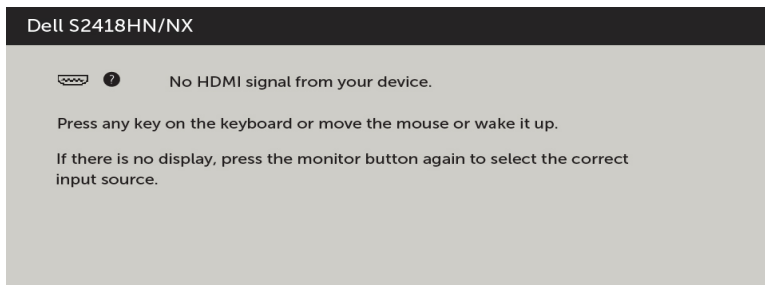 Dell S2418HN/NX
? No HDMI signal from your device.
Press any key on the keyboard or move the mouse or wake it up.
If there is no display, press the monitor button again to select the correct
input source.